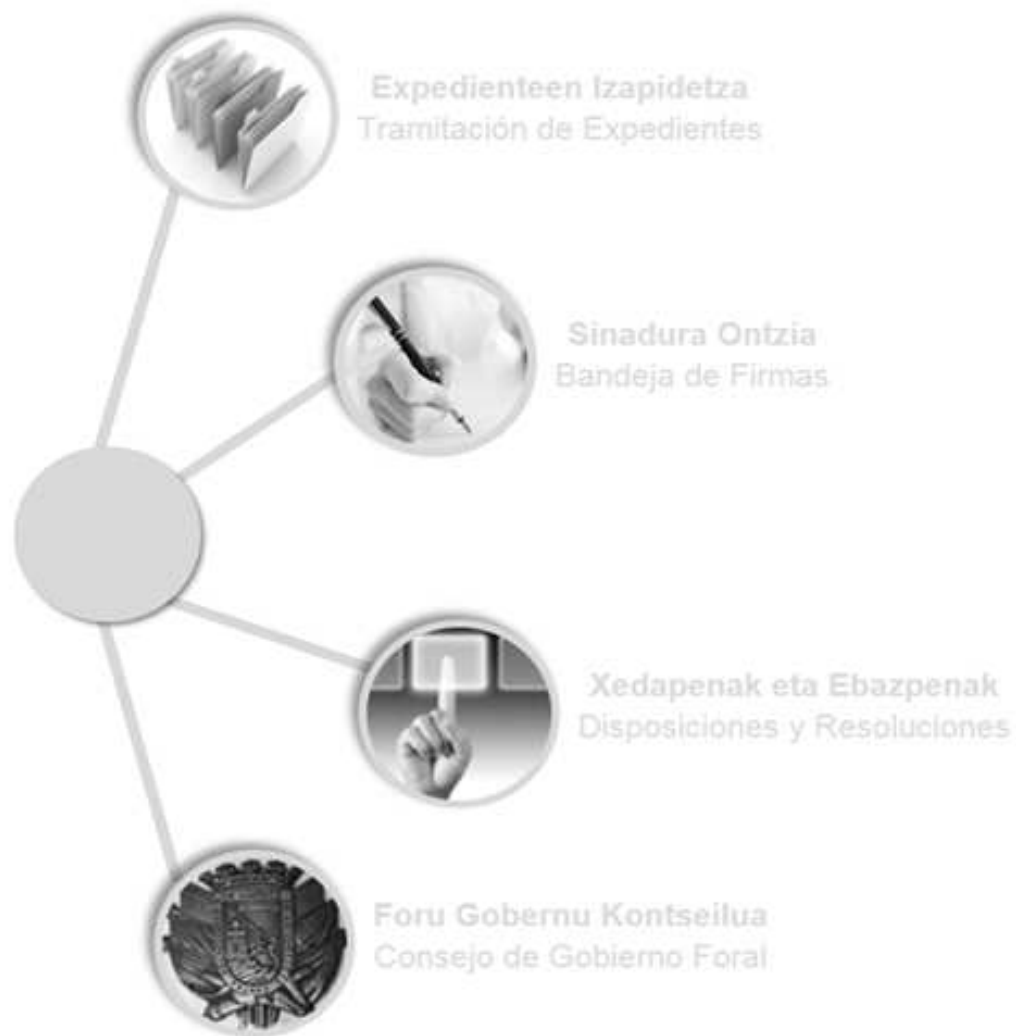 Expedienteen Izapidetza
Tramitación de Expedientes
Sinadura Ontzia
Bandeja de Firmas
Xedapenak eta Ebazpenak
Disposiciones y Resoluciones
Foru Gobernu Kontseilua
Consejo de Gobierno Foral